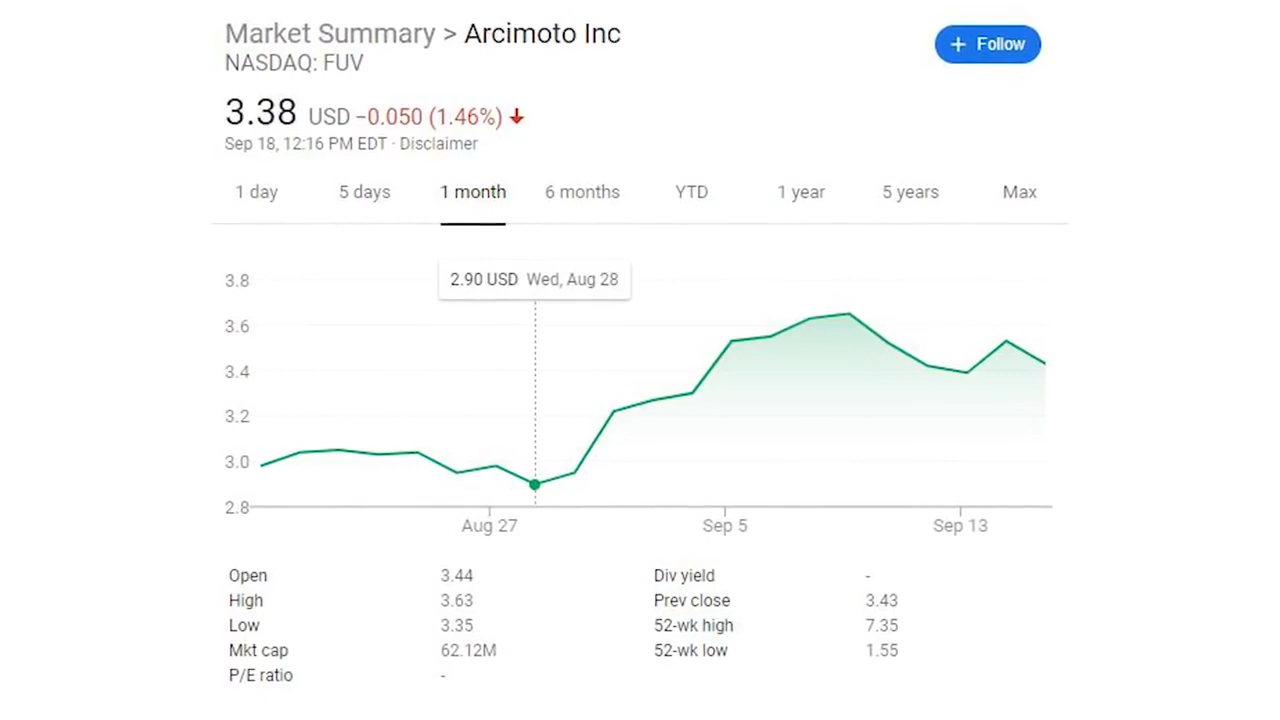 Market Summary > Arcimoto Inc
+ Follow
NASDAQ: FUV
3.38 USD −0.050 (1.46%) ↓
Sep 18, 12:16 PM EDT · Disclaimer
1 day 5 days 1 month 6 months YTD 1 year 5 years Max
2.90 USD Wed, Aug 28
3.8
3.6
3.4
3.2
3.0
2.8
Aug 27 Sep 5 Sep 13
Open 3.44 Div yield -
High 3.63 Prev close 3.43
Low 3.35 52-wk high 7.35
Mkt cap 62.12M 52-wk low 1.55
P/E ratio -